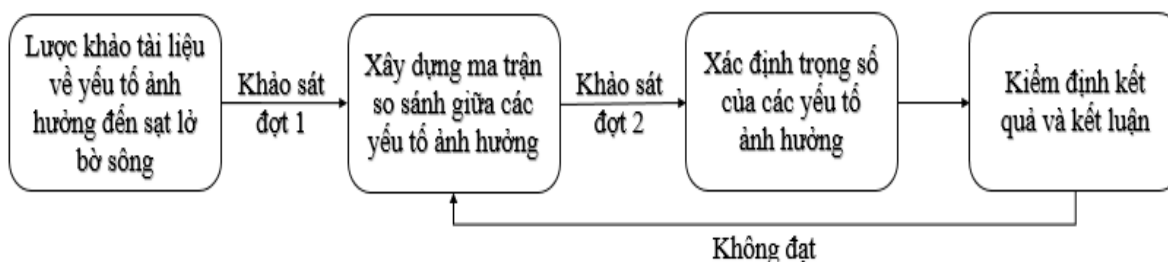 Lược khảo tài liệu
về yếu tố ảnh
hưởng đến sạt lở
bờ sông
Khảo sát
đợt 1
Xây dựng ma trận
so sánh giữa các
yếu tố ảnh hưởng
Khảo sát
đợt 2
Xác định trọng số
của các yếu tố
ảnh hưởng
Kiểm định kết
quả và kết luận
Không đạt